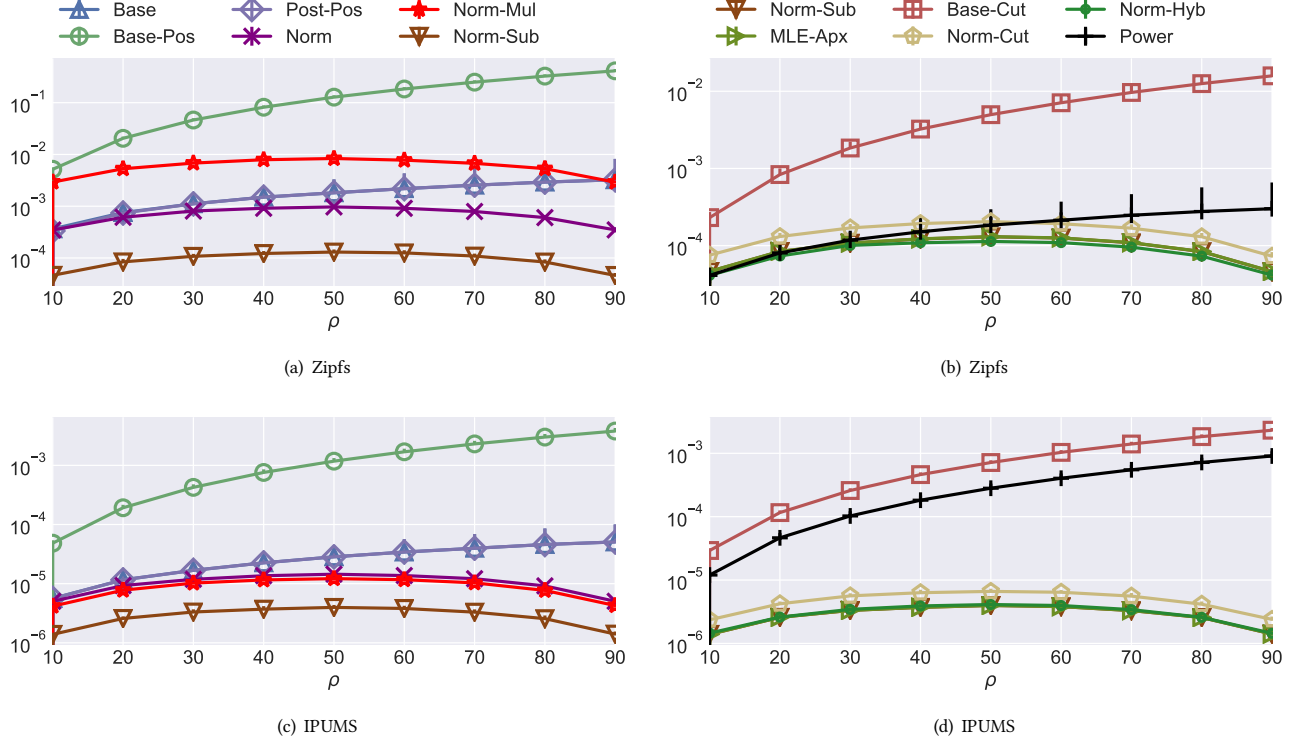 Base Post-Pos Norm-Mul
Base-Pos Norm Norm-Sub
10⁻¹
10⁻²
10⁻³
10⁻⁴
10 20 30 40 50 60 70 80 90
ρ
(a) Zipfs
Norm-Sub Base-Cut Norm-Hyb
MLE-Apx Norm-Cut Power
10⁻²
10⁻³
10⁻⁴
10 20 30 40 50 60 70 80 90
ρ
(b) Zipfs
10⁻³
10⁻⁴
10⁻⁵
10⁻⁶
10 20 30 40 50 60 70 80 90
ρ
(c) IPUMS
10⁻³
10⁻⁴
10⁻⁵
10⁻⁶
10 20 30 40 50 60 70 80 90
ρ
(d) IPUMS